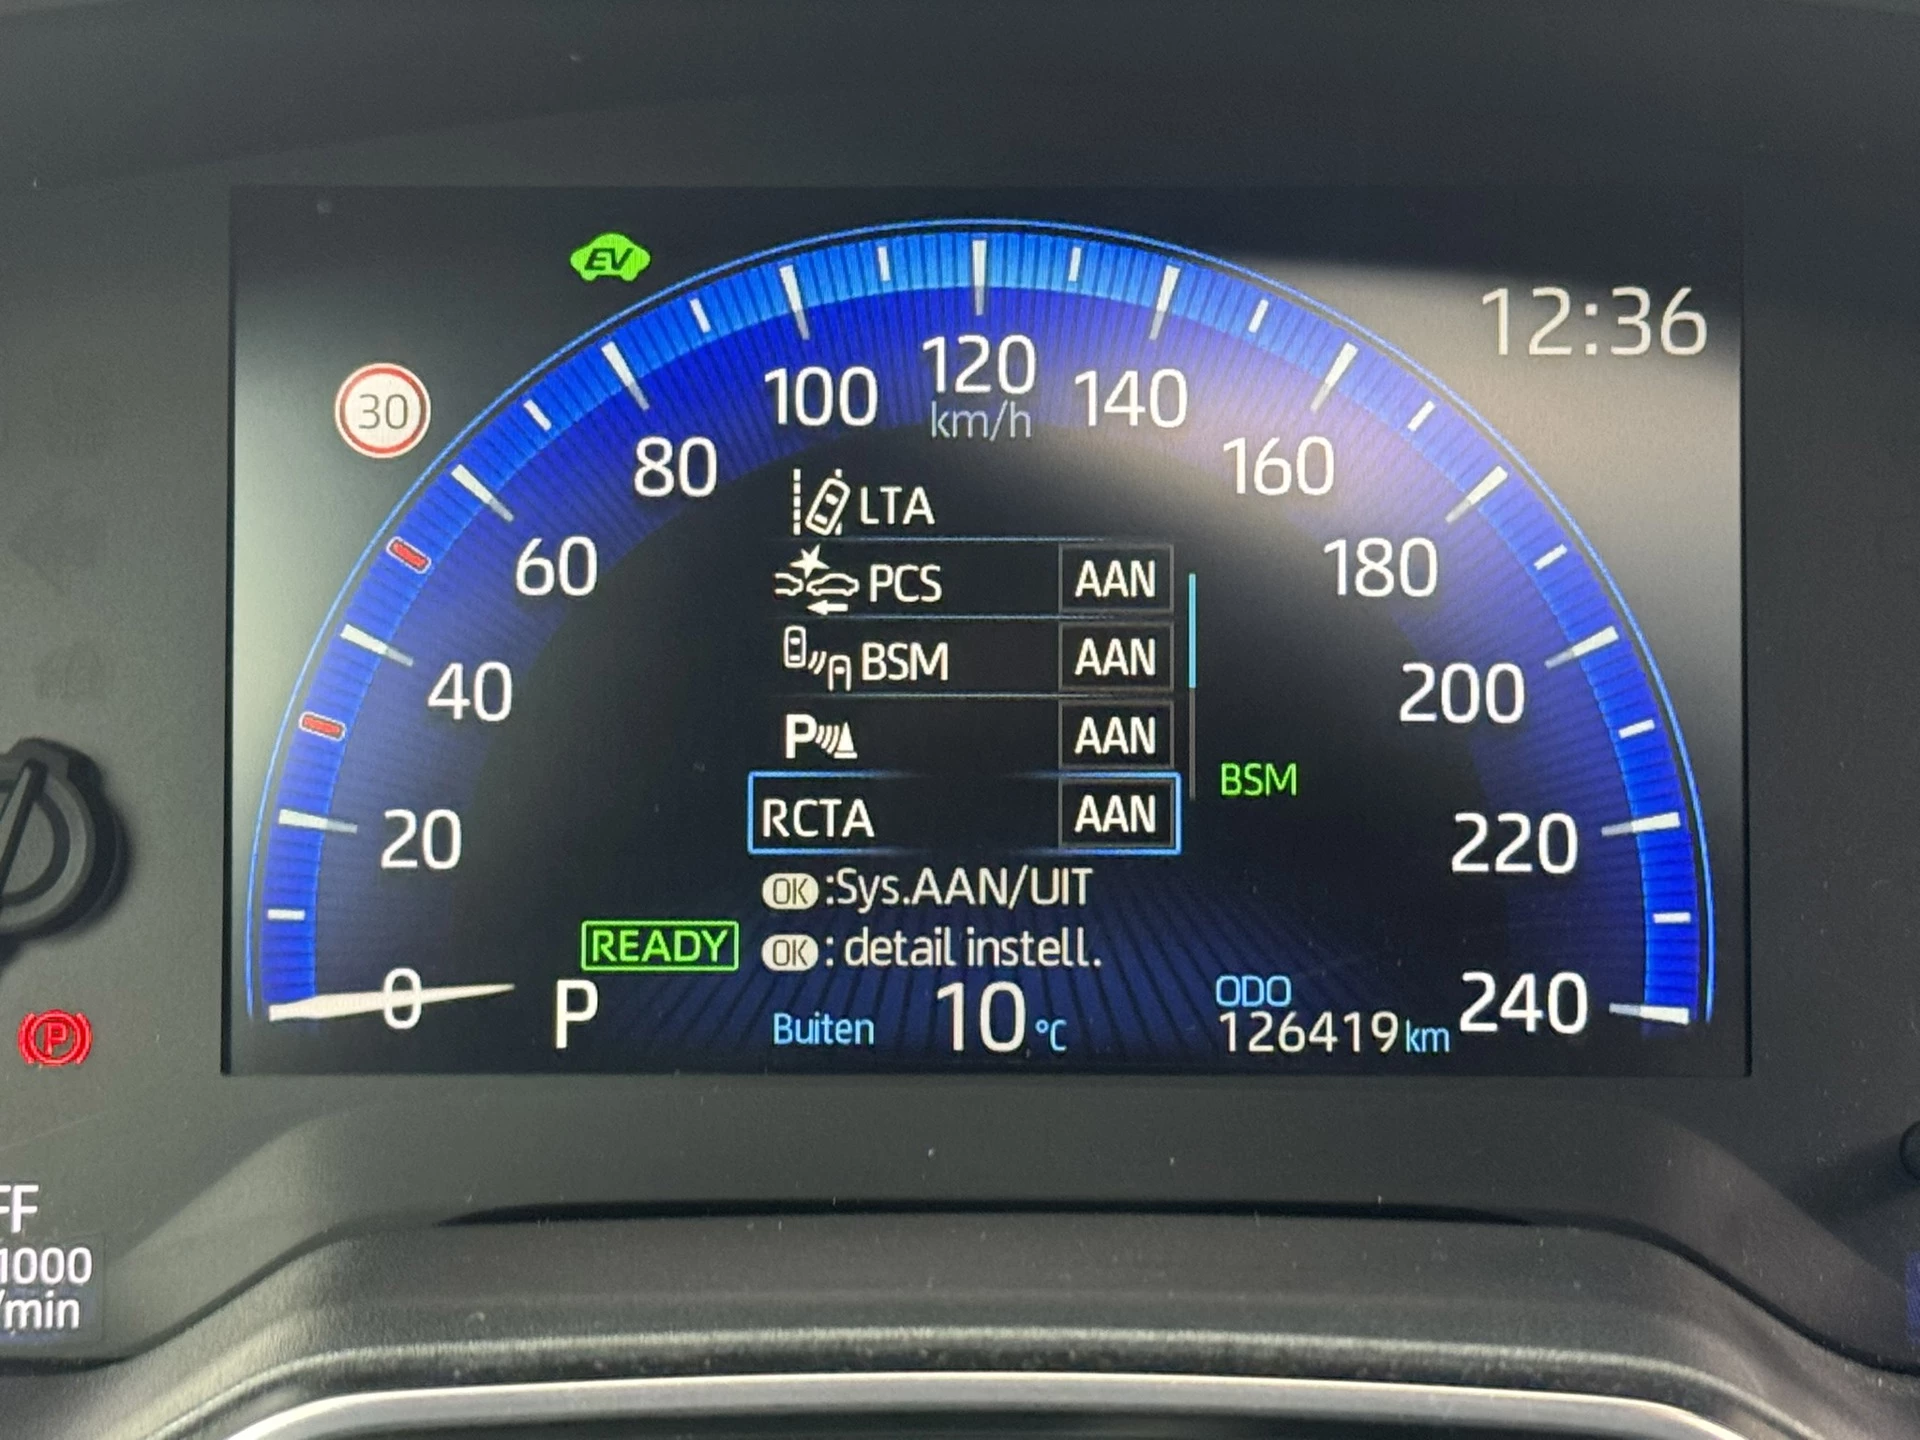 EV
12:36
30
0
20
40
60
80
100
120
km/h
140
160
180
200
220
240
LTA
PCS AAN
BSM AAN
P AAN
RCTA AAN
BSM
OK :Sys.AAN/UIT
OK : detail instell.
READY
P
Buiten 10 °C
ODO
126419 km
P
FF
1000
/min